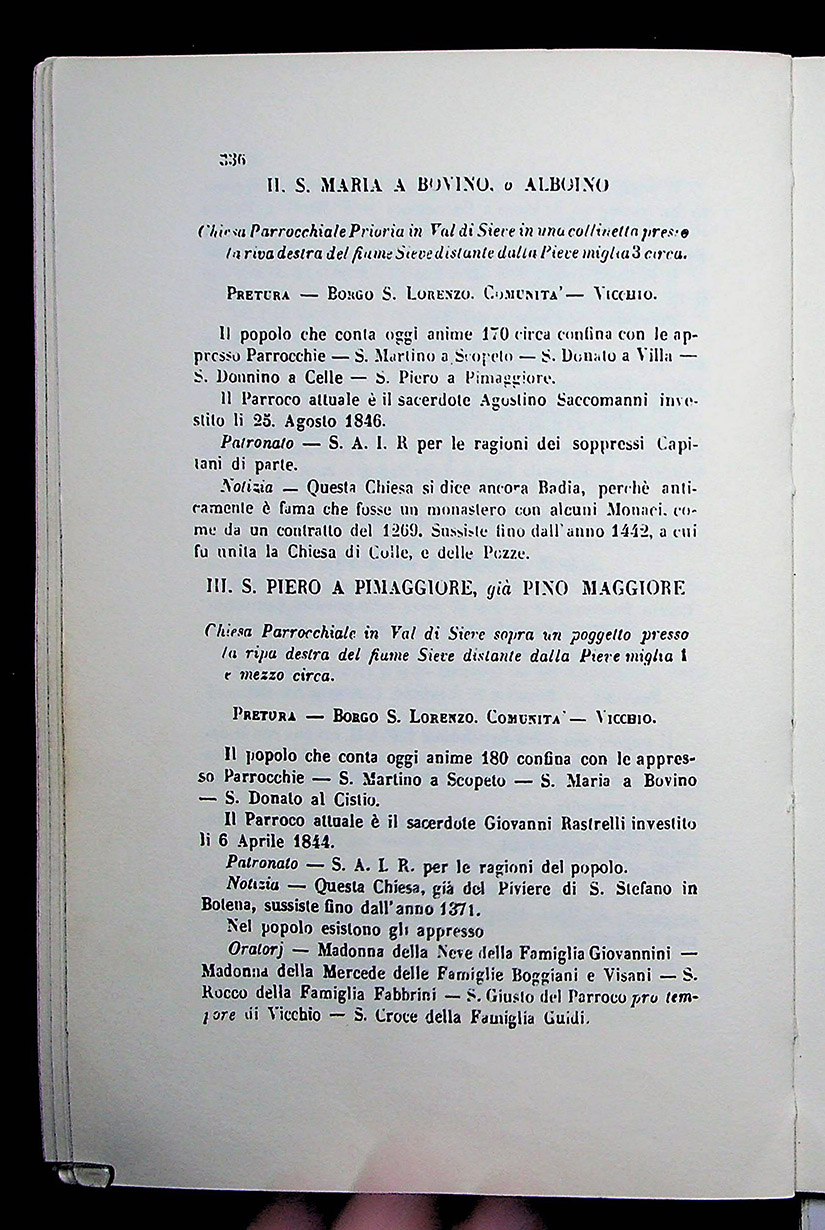 336
II. S. MARIA A BOVINO, o ALBOINO
Chiesa Parrocchiale Prioria in Val di Sieve in una collinetta presso
la riva destra del fiume Sieve distante dalla Pieve miglia 3 circa.
PRETURA — BORGO S. LORENZO. COMUNITA' — VICCHIO.
Il popolo che conta oggi anime 170 circa confina con le ap-
presso Parrocchie — S. Martino a Scopeto — S. Donato a Villa —
S. Donnino a Celle — S. Piero a Pimaggiore.
Il Parroco attuale è il sacerdote Agostino Saccomanni inve-
stito li 25. Agosto 1846.
Patronato — S. A. I. R per le ragioni dei soppressi Capi-
tani di parte.
Notizia — Questa Chiesa si dice ancora Badia, perchè anti-
camente è fama che fosse un monastero con alcuni Monaci, co-
me da un contratto del 1269. Sussiste fino dall'anno 1442, a cui
fu unita la Chiesa di Colle, e delle Pozze.
III. S. PIERO A PIMAGGIORE, già PINO MAGGIORE
Chiesa Parrocchiale in Val di Sieve sopra un poggetto presso
la ripa destra del fiume Sieve distante dalla Pieve miglia 1
e mezzo circa.
PRETURA — BORGO S. LORENZO. COMUNITA' — VICCHIO.
Il popolo che conta oggi anime 180 confina con le appres-
so Parrocchie — S. Martino a Scopeto — S. Maria a Bovino
— S. Donato al Cistio.
Il Parroco attuale è il sacerdote Giovanni Rastrelli investito
li 6 Aprile 1844.
Patronato — S. A. I. R. per le ragioni del popolo.
Notizia — Questa Chiesa, già del Piviere di S. Stefano in
Botena, sussiste fino dall'anno 1371.
Nel popolo esistono gli appresso
Oratorj — Madonna della Neve della Famiglia Giovannini —
Madonna della Mercede delle Famiglie Boggiani e Visani — S.
Rocco della Famiglia Fabbrini — S. Giusto del Parroco pro tem-
pore di Vicchio — S. Croce della Famiglia Guidi.